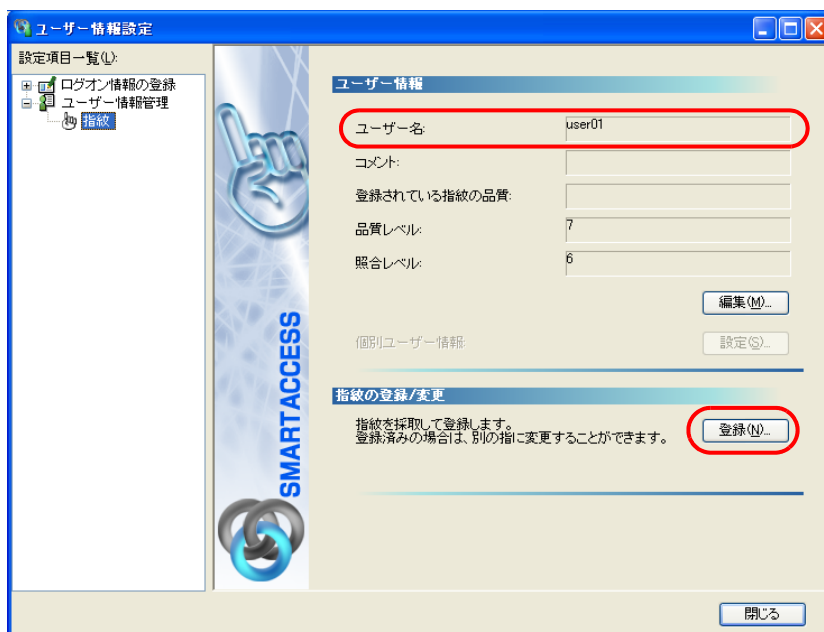 ユーザー情報設定
設定項目一覧(L):
ログオン情報の登録
ユーザー情報管理
指紋
SMARTACCESS
ユーザー情報
ユーザー名: user01
コメント:
登録されている指紋の品質:
品質レベル: 7
照合レベル: 6
編集(M)...
個別ユーザー情報: 設定(S)...
指紋の登録/変更
指紋を採取して登録します。
登録済みの場合は、別の指に変更することができます。
登録(N)...
閉じる